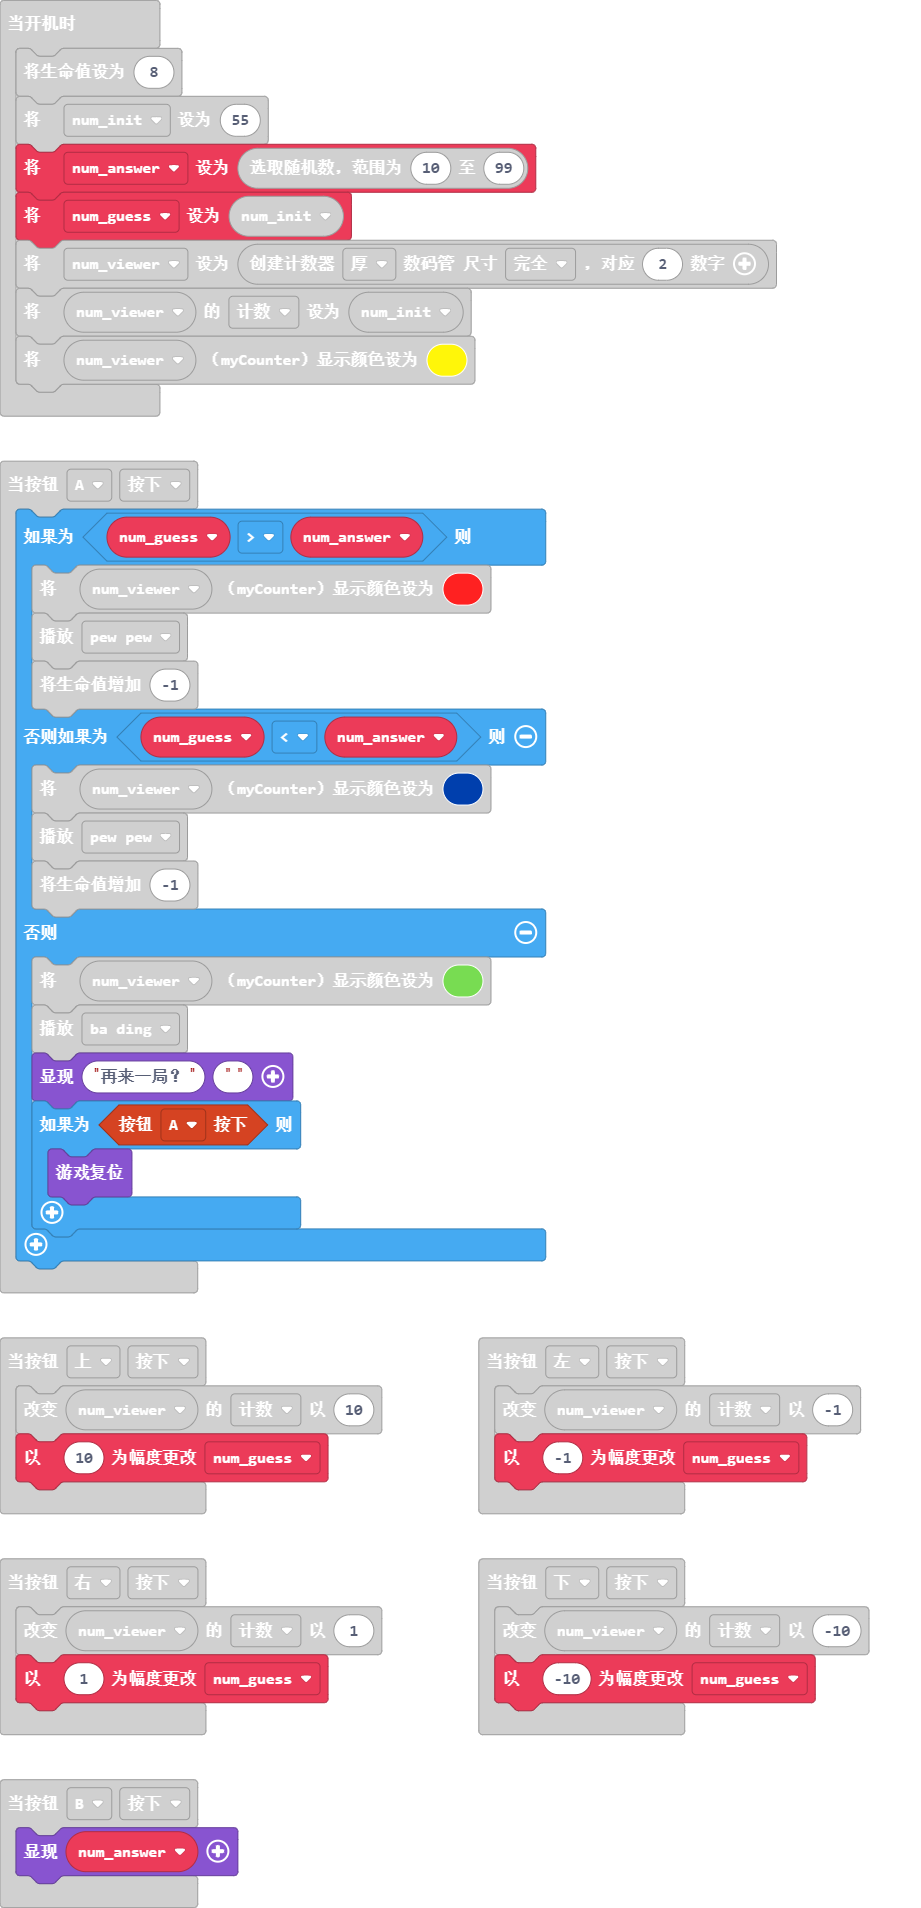 当开机时
将生命值设为 8
将 num_init 设为 55
将 num_answer 设为 选取随机数，范围为 10 至 99
将 num_guess 设为 num_init
将 num_viewer 设为 创建计数器 厚 数码管 尺寸 完全 ，对应 2 数字
将 num_viewer 的 计数 设为 num_init
将 num_viewer （myCounter）显示颜色设为
当按钮 A 按下
如果为 num_guess > num_answer 则
将 num_viewer （myCounter）显示颜色设为
播放 pew pew
将生命值增加 -1
否则如果为 num_guess < num_answer 则
将 num_viewer （myCounter）显示颜色设为
播放 pew pew
将生命值增加 -1
否则
将 num_viewer （myCounter）显示颜色设为
播放 ba ding
显现 "再来一局？" " "
如果为 按钮 A 按下 则
游戏复位
当按钮 上 按下
改变 num_viewer 的 计数 以 10
以 10 为幅度更改 num_guess
当按钮 左 按下
改变 num_viewer 的 计数 以 -1
以 -1 为幅度更改 num_guess
当按钮 右 按下
改变 num_viewer 的 计数 以 1
以 1 为幅度更改 num_guess
当按钮 下 按下
改变 num_viewer 的 计数 以 -10
以 -10 为幅度更改 num_guess
当按钮 B 按下
显现 num_answer